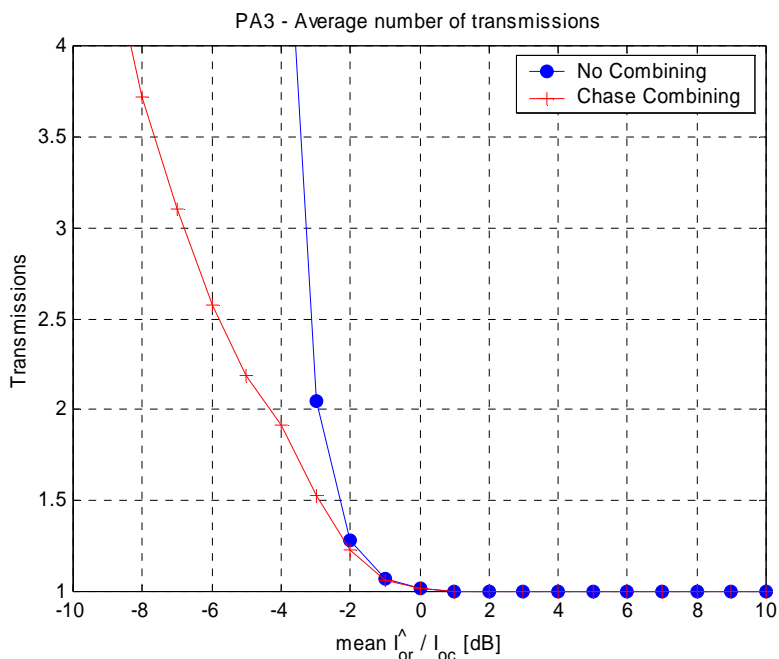 PA3 - Average number of transmissions
No Combining
Chase Combining
Transmissions
4
3.5
3
2.5
2
1.5
1
-10 -8 -6 -4 -2 0 2 4 6 8 10
mean I^or / Ioc [dB]